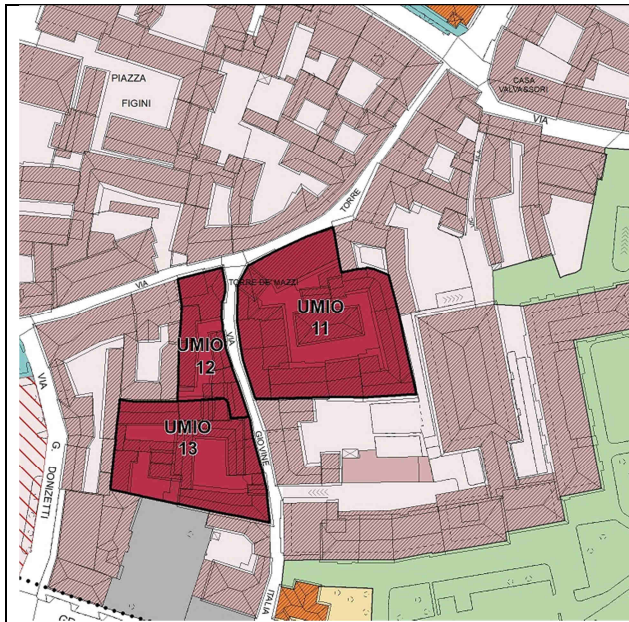 PIAZZA
FIGINI
CASA
VALVASSORI
VIA
TORRE
TORRE DE' MAZZI
VIA
UMIO
11
UMIO
12
VIA
UMIO
13
VIA
G. DONIZETTI
GIOVINE
ITALIA